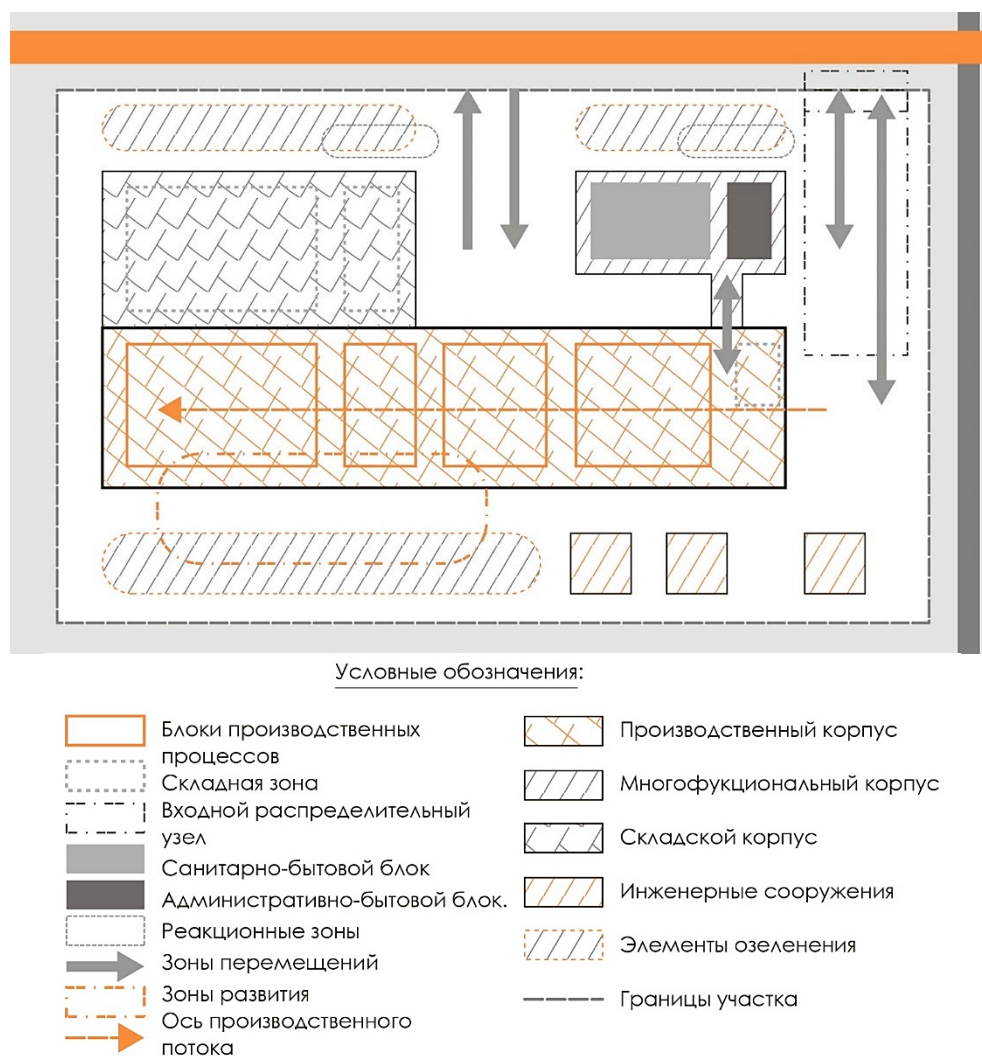 Условные обозначения:
Блоки производственных
процессов
Складная зона
Входной распределительный
узел
Санитарно-бытовой блок
Административно-бытовой блок.
Реакционные зоны
Зоны перемещений
Зоны развития
Ось производственного
потока
Производственный корпус
Многофукциональный корпус
Складской корпус
Инженерные сооружения
Элементы озеленения
Границы участка